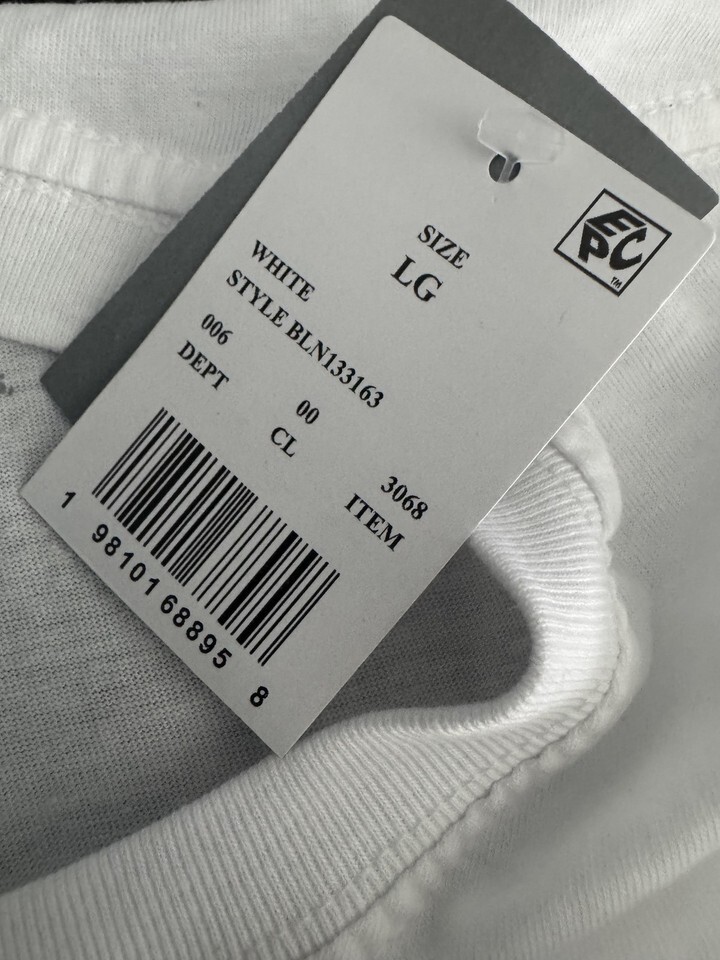 EPC
TM
SIZE
LG
WHITE
STYLE BLN133163
006 00 3068
DEPT CL ITEM
1 98101 68895 8